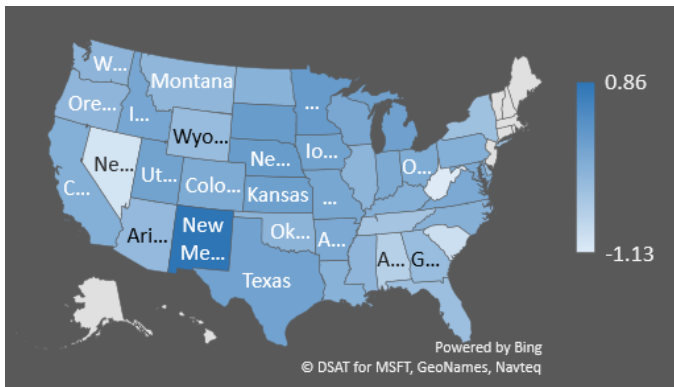 W...
Montana
0.86
Ore...
I...
...
Wyo...
Ne...
Ne...
Io...
C...
Ut...
Colo...
Kansas
...
O...
Ari...
New
Me...
Ok...
A...
A...
G...
Texas
-1.13
Powered by Bing
© DSAT for MSFT, GeoNames, Navteq